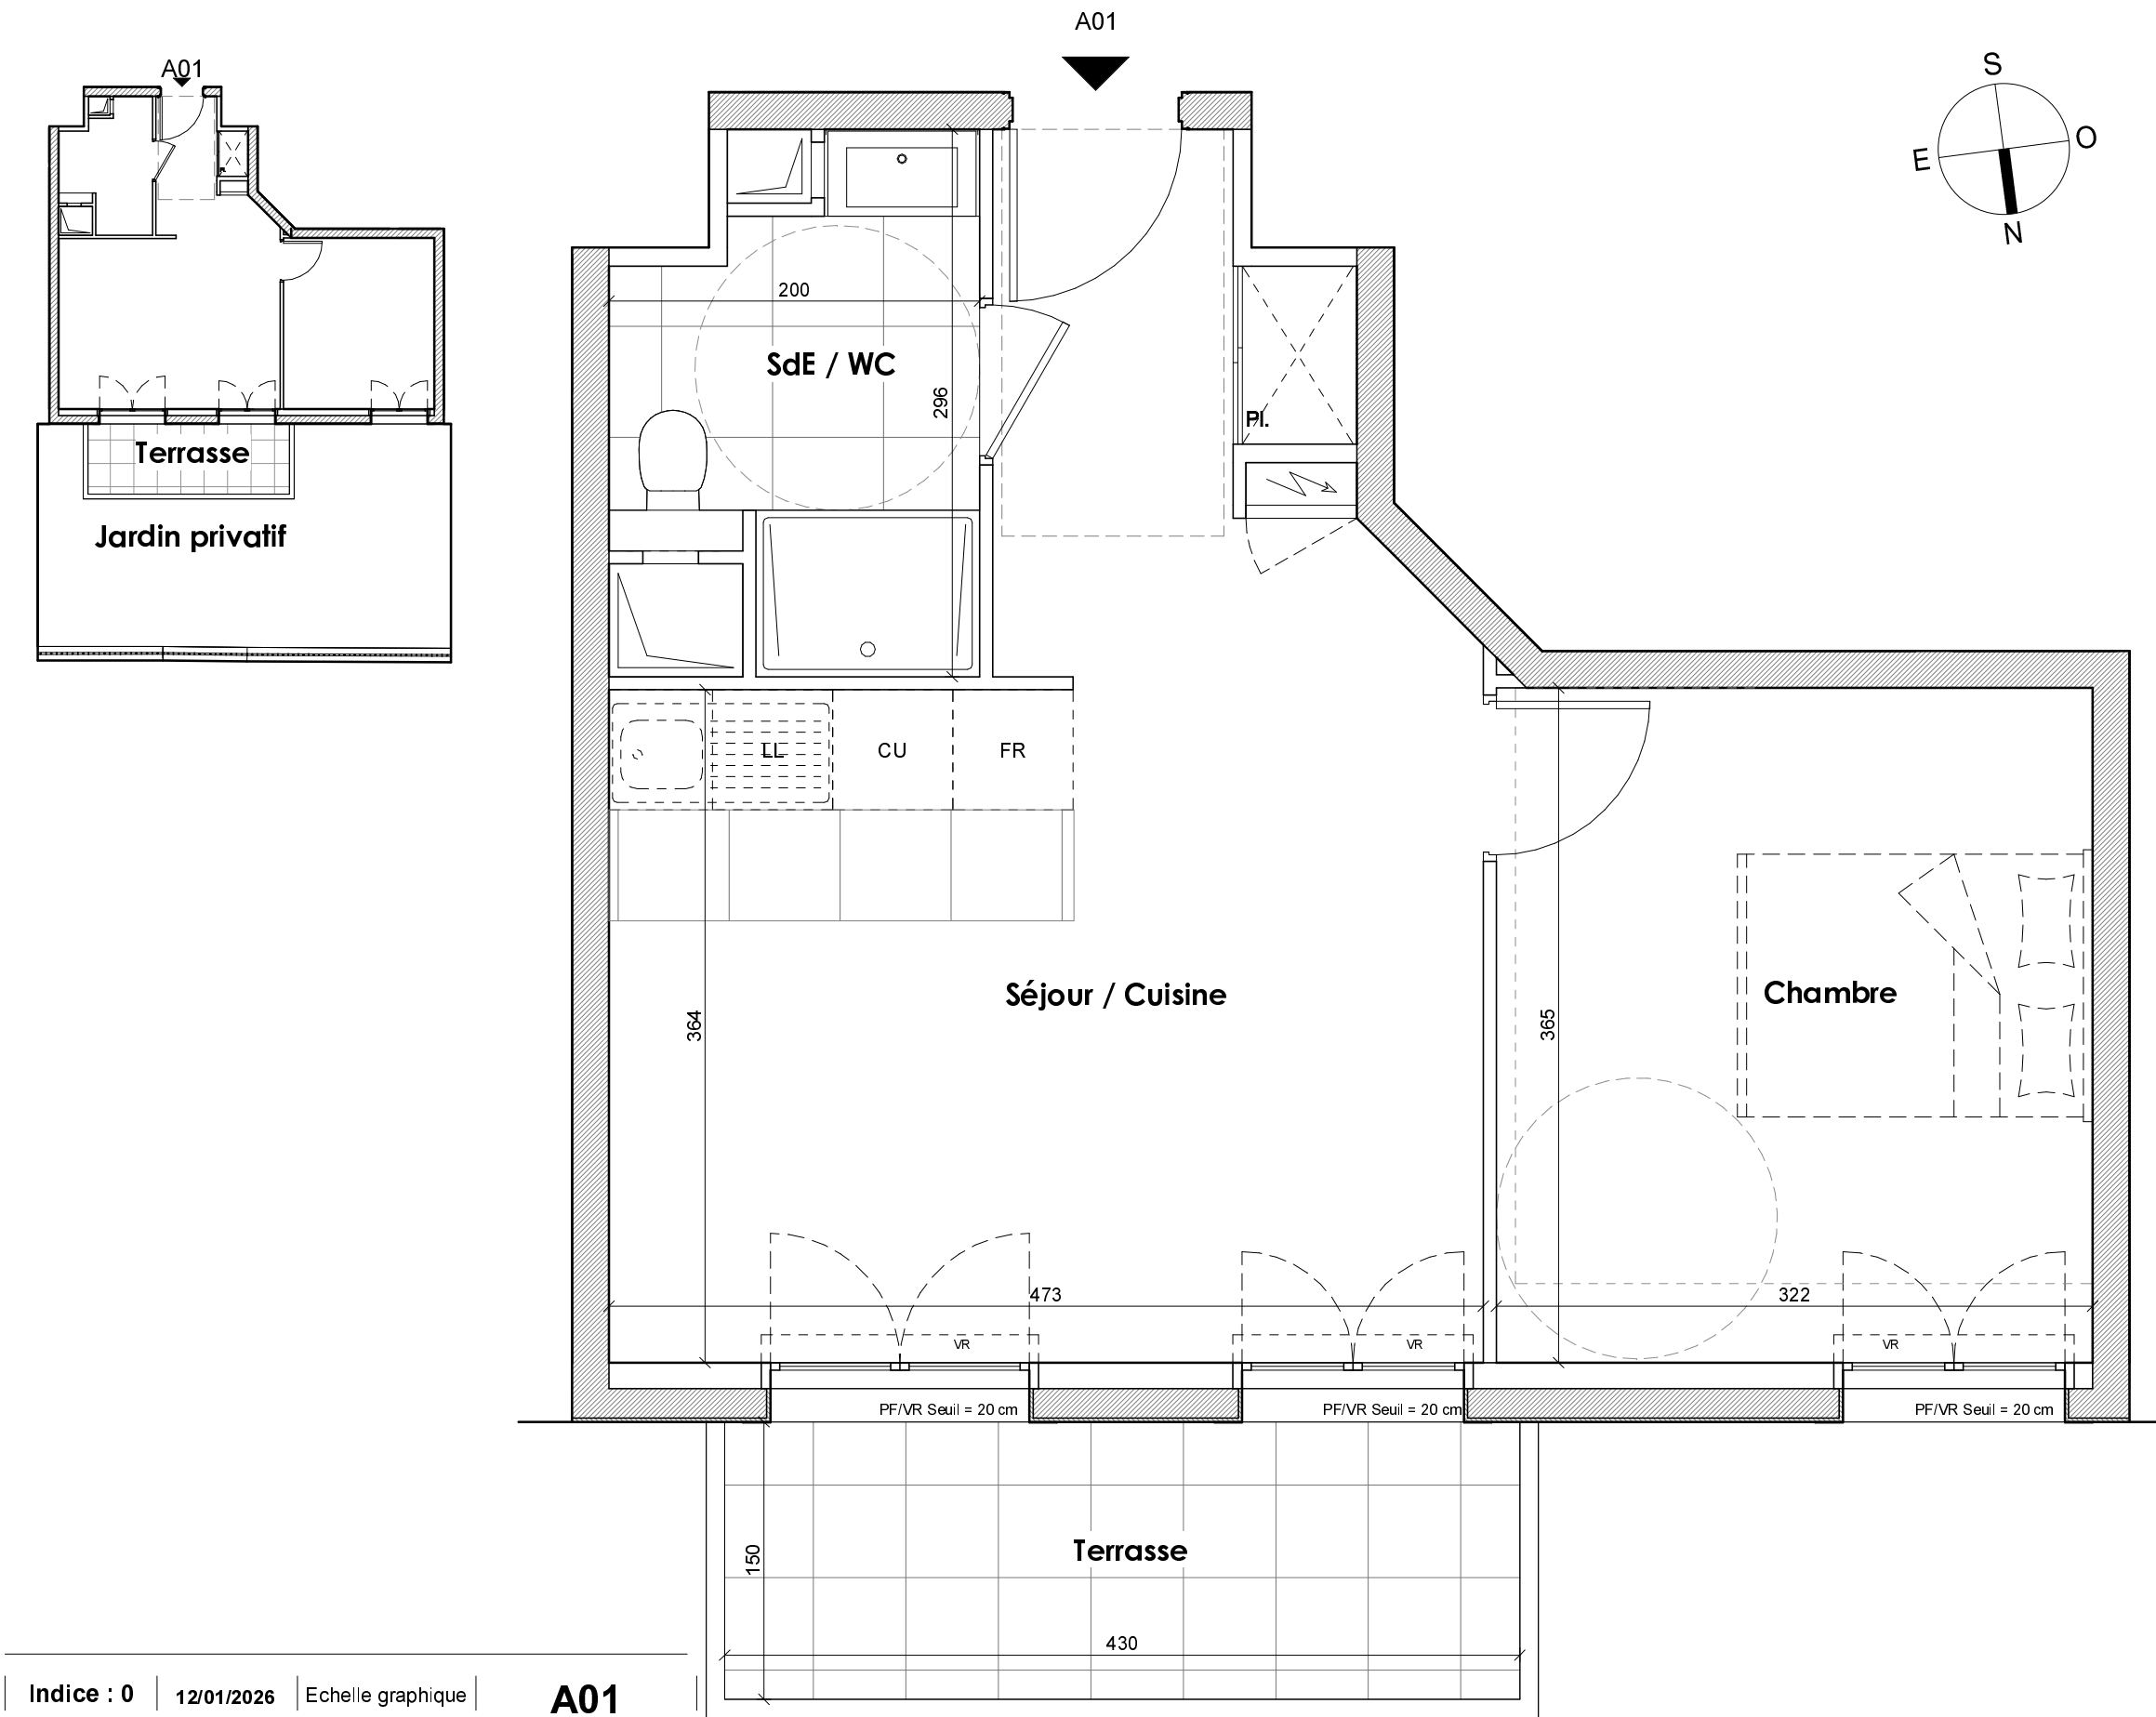 A01
A01
S
E
O
N
200
SdE / WC
296
Pl.
Terrasse
Jardin privatif
LL
CU
FR
364
Séjour / Cuisine
365
Chambre
473
322
VR
VR
VR
PF/VR Seuil = 20 cm
PF/VR Seuil = 20 cm
PF/VR Seuil = 20 cm
150
Terrasse
430
Indice : 0
12/01/2026
Echelle graphique
A01